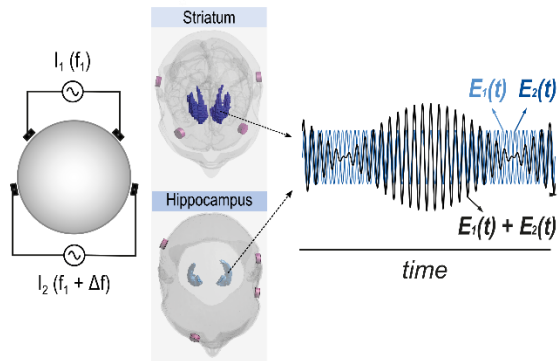 I1 (f1)
I2 (f1 + Δf)
Striatum
Hippocampus
E1(t) E2(t)
E1(t) + E2(t)
time